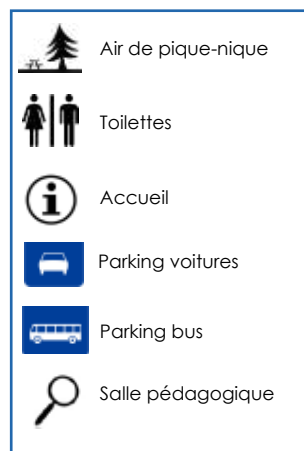 Air de pique-nique
Toilettes
Accueil
Parking voitures
Parking bus
Salle pédagogique